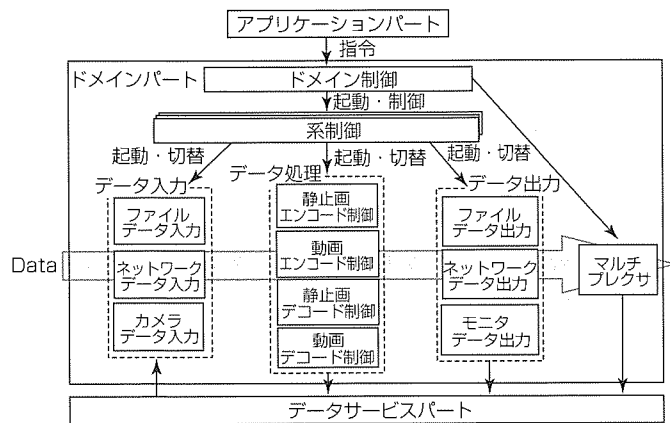 アプリケーションパート
指令
ドメインパート
ドメイン制御
起動・制御
系制御
起動・切替
起動・切替
起動・切替
データ入力
データ処理
データ出力
ファイル
データ入力
ネットワーク
データ入力
カメラ
データ入力
静止画
エンコード制御
動画
エンコード制御
静止画
デコード制御
動画
デコード制御
ファイル
データ出力
ネットワーク
データ出力
モニタ
データ出力
Data
マルチ
プレクサ
データサービスパート